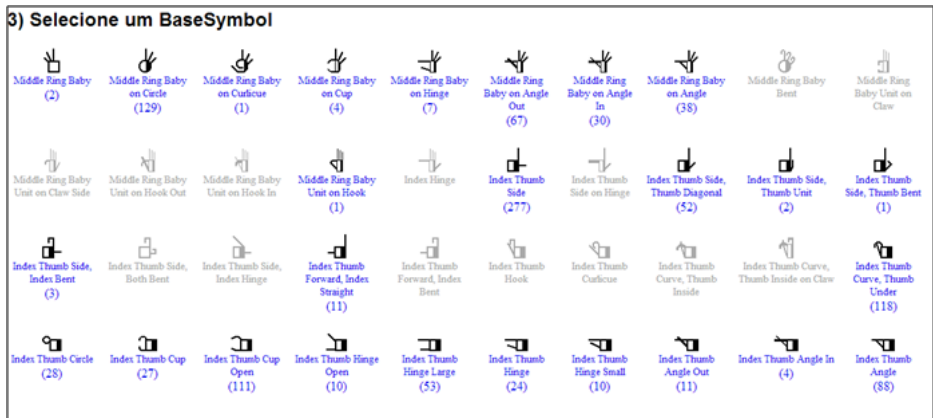 3) Selecione um BaseSymbol
Middle Ring Baby
(2)
Middle Ring Baby
on Circle
(129)
Middle Ring Baby
on Curlicue
(1)
Middle Ring Baby
on Cup
(4)
Middle Ring Baby
on Hinge
(7)
Middle Ring
Baby on Angle
Out
(67)
Middle Ring
Baby on Angle
In
(30)
Middle Ring
Baby on Angle
(38)
Middle Ring Baby
Bent
Middle Ring
Baby Unit on
Claw
Middle Ring Baby
Unit on Claw Side
Middle Ring Baby
Unit on Hook Out
Middle Ring Baby
Unit on Hook In
Middle Ring Baby
Unit on Hook
(1)
Index Hinge
Index Thumb
Side
(277)
Index Thumb
Side on Hinge
Index Thumb Side,
Thumb Diagonal
(52)
Index Thumb Side,
Thumb Unit
(2)
Index Thumb
Side, Thumb Bent
(1)
Index Thumb Side,
Index Bent
(3)
Index Thumb Side,
Both Bent
Index Thumb Side,
Index Hinge
Index Thumb
Forward, Index
Straight
(11)
Index Thumb
Forward, Index
Bent
Index Thumb
Hook
Index Thumb
Curlicue
Index Thumb
Curve, Thumb
Inside
Index Thumb Curve,
Thumb Inside on Claw
Index Thumb
Curve, Thumb
Under
(118)
Index Thumb Circle
(28)
Index Thumb Cup
(27)
Index Thumb Cup
Open
(111)
Index Thumb Hinge
Open
(10)
Index Thumb
Hinge Large
(53)
Index Thumb
Hinge
(24)
Index Thumb
Hinge Small
(10)
Index Thumb
Angle Out
(11)
Index Thumb Angle In
(4)
Index Thumb
Angle
(88)